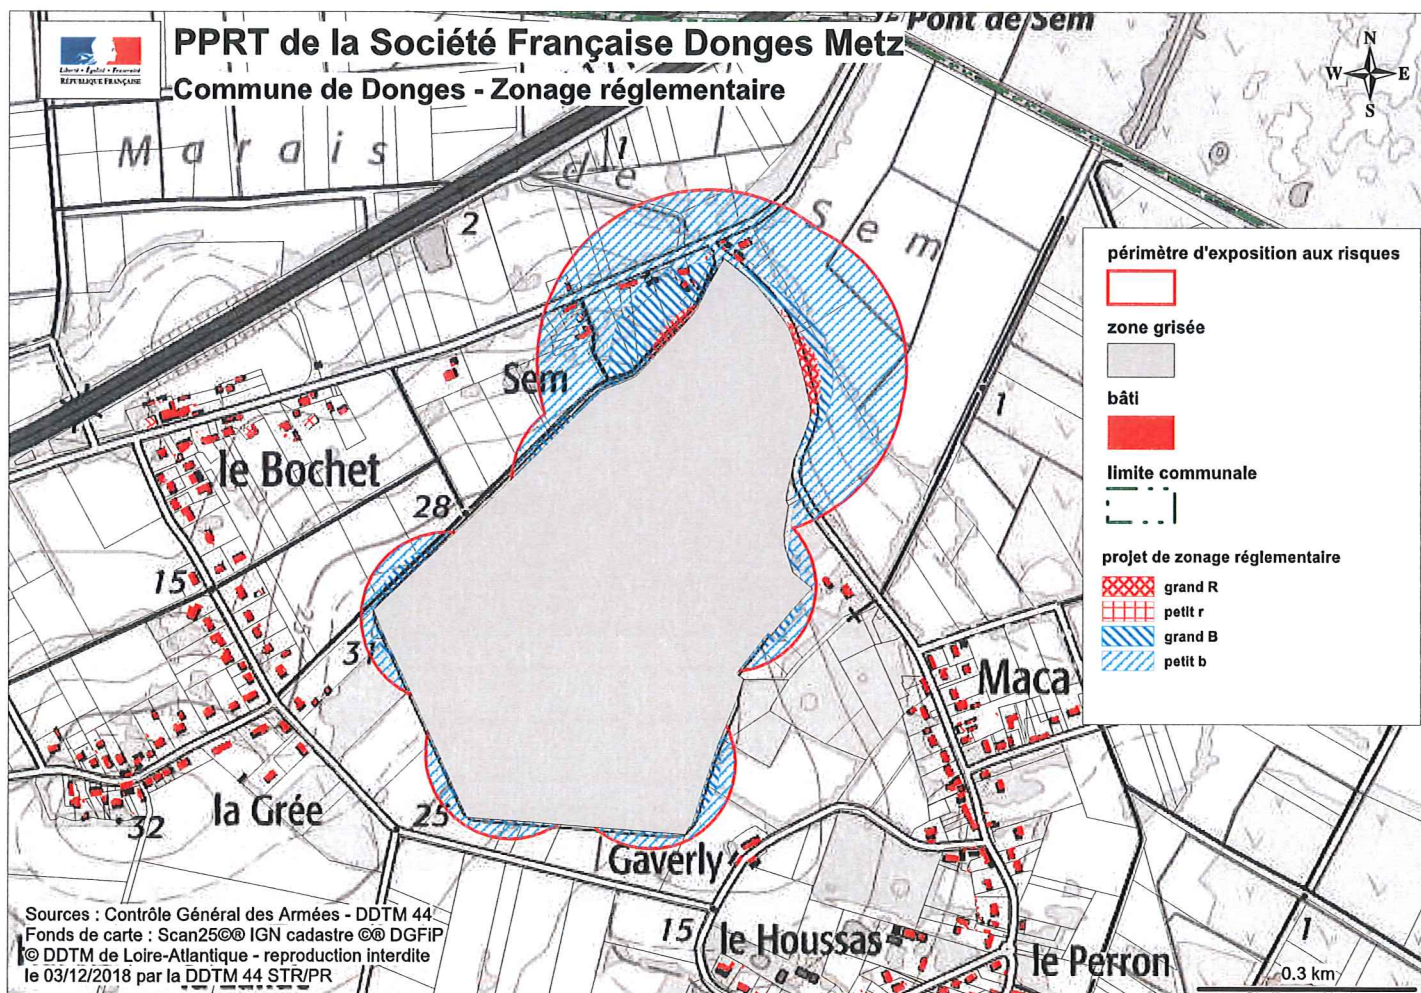 Pont de Sem
PPRT de la Société Française Donges Metz
Commune de Donges - Zonage réglementaire
Liberté • Égalité • Fraternité
RÉPUBLIQUE FRANÇAISE
N
W E
S
Marais
de
Sem
1
2
1
périmètre d'exposition aux risques
zone grisée
bâti
limite communale
projet de zonage réglementaire
grand R
petit r
grand B
petit b
Sem
le Bochet
28
15
31
Maca
la Grée
32
25
Gaverly
15
le Houssas
le Perron
1
Sources : Contrôle Général des Armées - DDTM 44
Fonds de carte : Scan25©® IGN cadastre ©® DGFiP
© DDTM de Loire-Atlantique - reproduction interdite
le 03/12/2018 par la DDTM 44 STR/PR
0.3 km